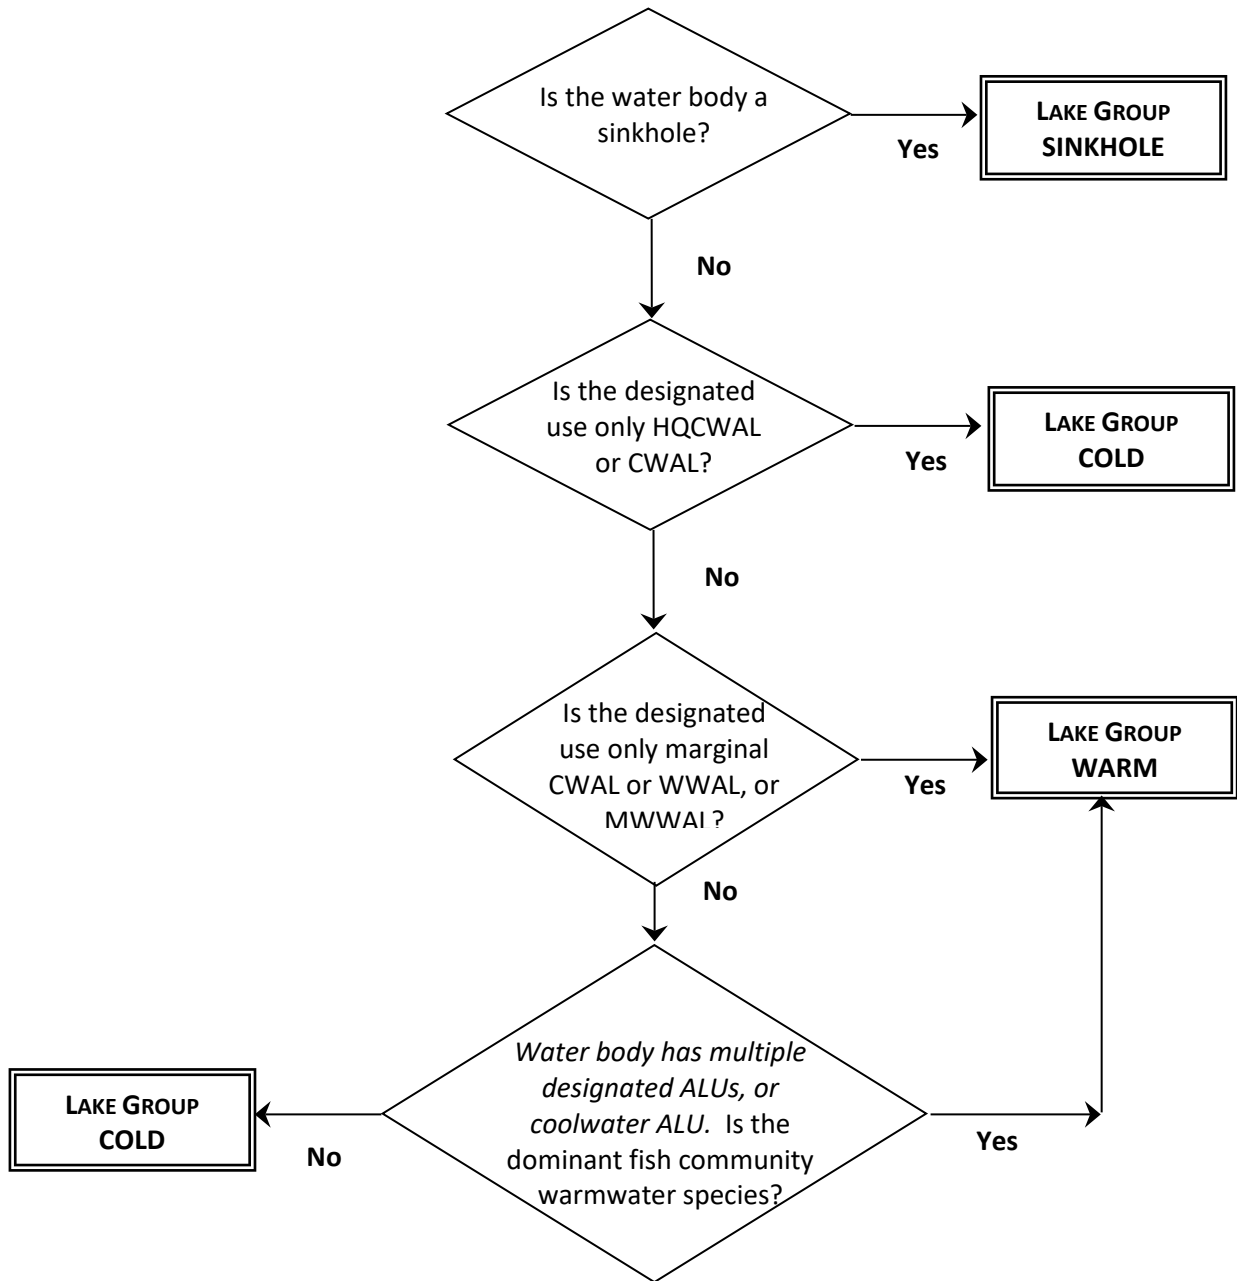 Is the water body a
sinkhole?
LAKE GROUP
SINKHOLE
Yes
No
Is the designated
use only HQCWAL
or CWAL?
LAKE GROUP
COLD
Yes
No
Is the designated
use only marginal
CWAL or WWAL, or
MWWAL?
LAKE GROUP
WARM
Yes
No
Water body has multiple
designated ALUs, or
coolwater ALU. Is the
dominant fish community
warmwater species?
LAKE GROUP
COLD
No
Yes